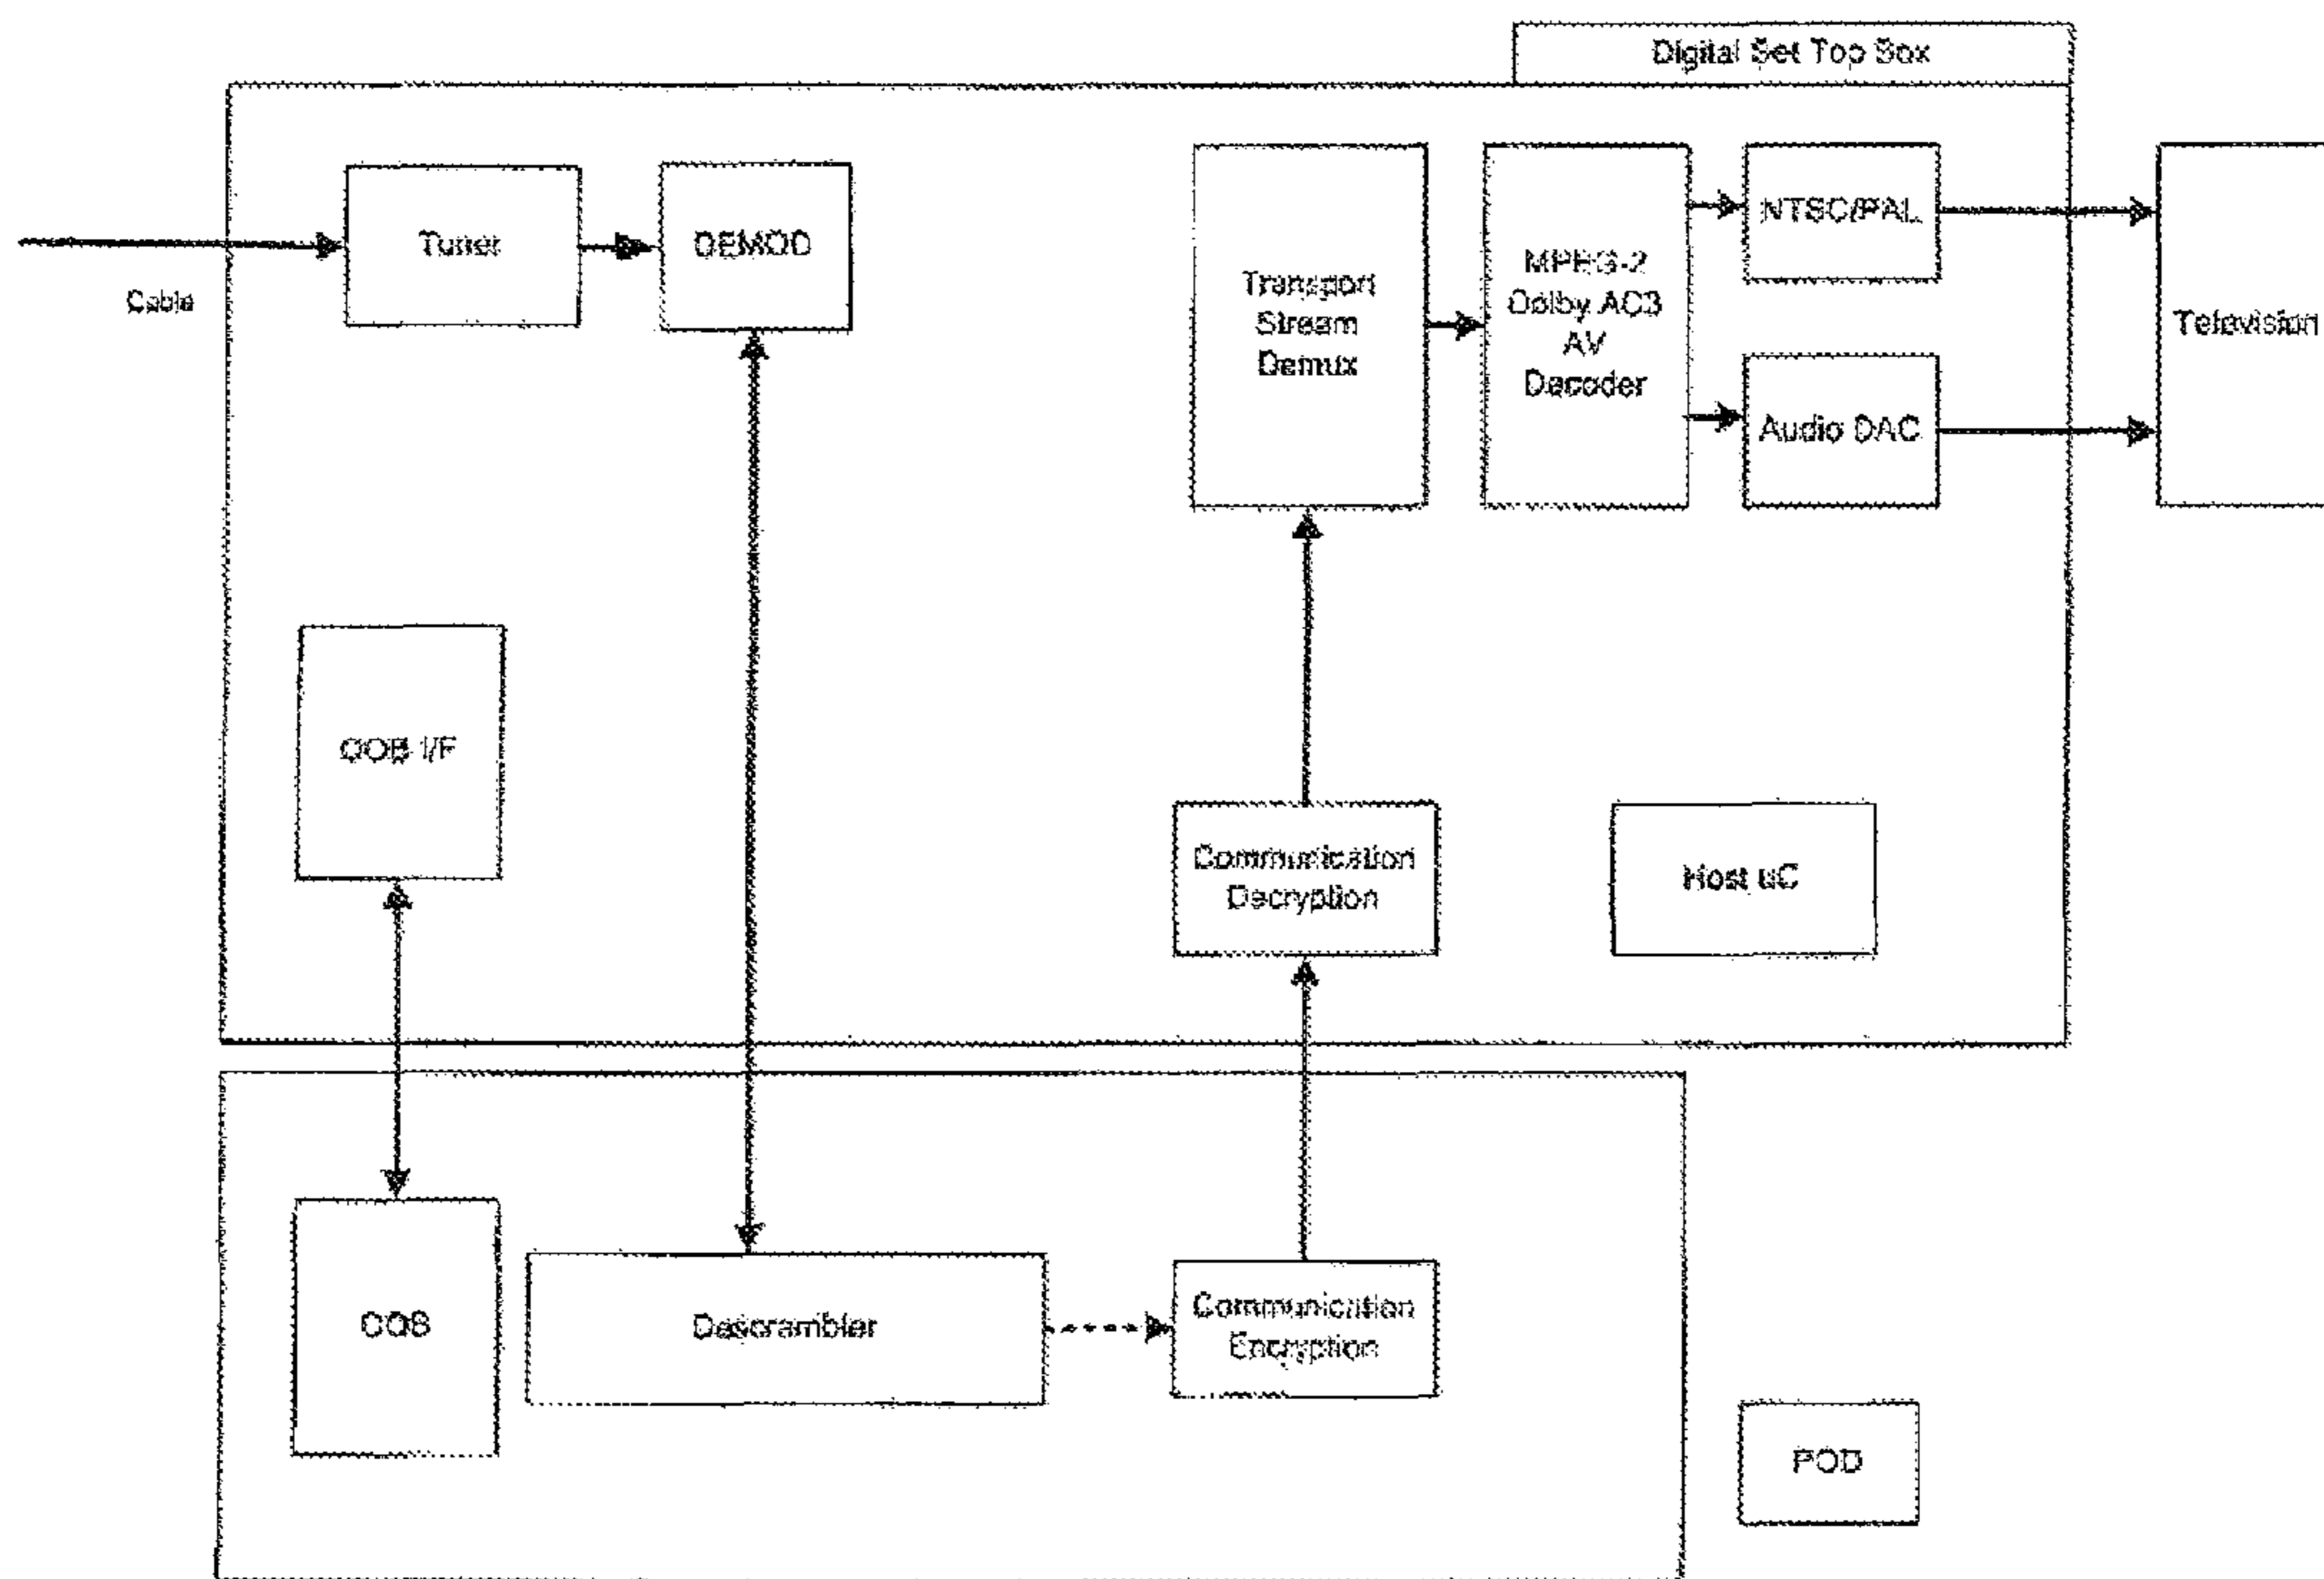 Digital Set Top Box
Tuner
DEMOD
Cable
Transport
Stream
Demux
MPEG-2
Dolby AC3
AV
Decoder
NTSC/PAL
Audio DAC
Television
OOB I/F
Communication
Decryption
Host uC
OOB
Descrambler
Communication
Encryption
POD